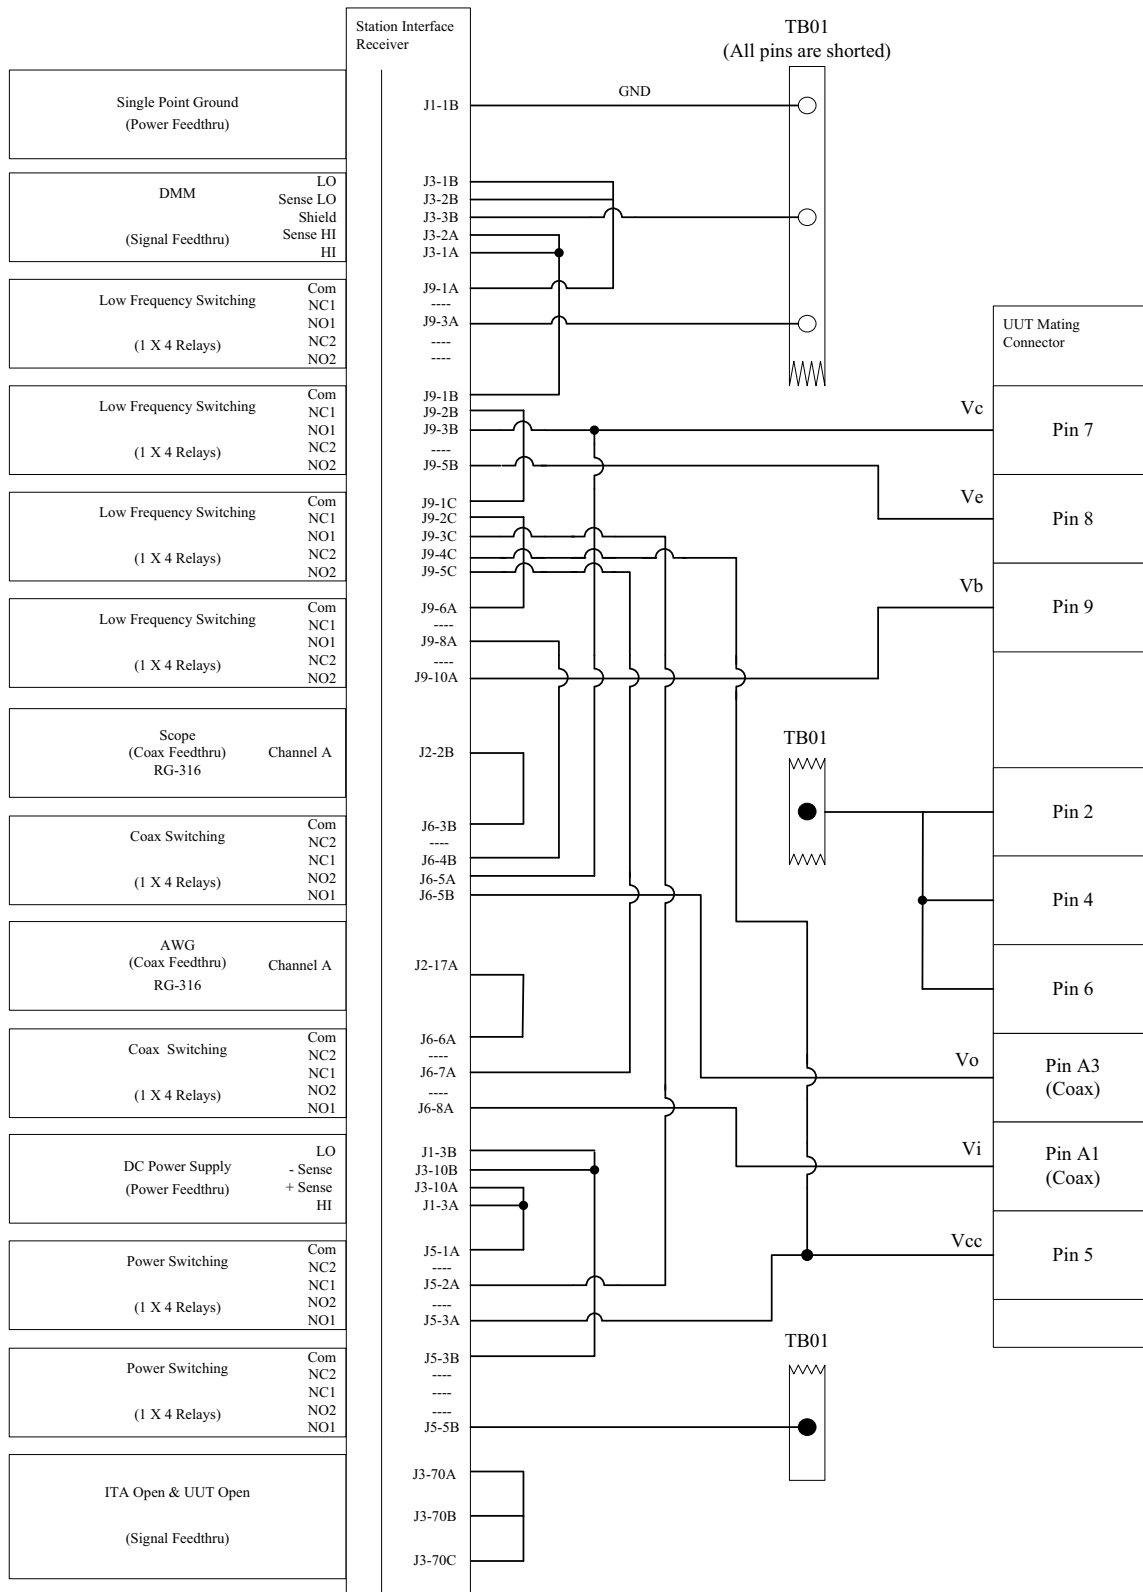 Station Interface
Receiver
TB01
(All pins are shorted)
Single Point Ground
(Power Feedthru)
J1-1B
GND
DMM
(Signal Feedthru)
LO
Sense LO
Shield
Sense HI
HI
J3-1B
J3-2B
J3-3B
J3-2A
J3-1A
Low Frequency Switching
(1 X 4 Relays)
Com
NC1
NO1
NC2
NO2
J9-1A
----
J9-3A
----
----
UUT Mating
Connector
Low Frequency Switching
(1 X 4 Relays)
Com
NC1
NO1
NC2
NO2
J9-1B
J9-2B
J9-3B
----
J9-5B
Vc
Pin 7
Low Frequency Switching
(1 X 4 Relays)
Com
NC1
NO1
NC2
NO2
J9-1C
J9-2C
J9-3C
J9-4C
J9-5C
Ve
Pin 8
Low Frequency Switching
(1 X 4 Relays)
Com
NC1
NO1
NC2
NO2
J9-6A
----
J9-8A
----
J9-10A
Vb
Pin 9
Scope
(Coax Feedthru)
RG-316
Channel A
J2-2B
TB01
Pin 2
Coax Switching
(1 X 4 Relays)
Com
NC2
NC1
NO2
NO1
J6-3B
----
J6-4B
J6-5A
J6-5B
Pin 4
AWG
(Coax Feedthru)
RG-316
Channel A
J2-17A
Pin 6
Coax Switching
(1 X 4 Relays)
Com
NC2
NC1
NO2
NO1
J6-6A
----
J6-7A
----
J6-8A
Vo
Pin A3
(Coax)
DC Power Supply
(Power Feedthru)
LO
- Sense
+ Sense
HI
J1-3B
J3-10B
J3-10A
J1-3A
Vi
Pin A1
(Coax)
Power Switching
(1 X 4 Relays)
Com
NC2
NC1
NO2
NO1
J5-1A
----
J5-2A
----
J5-3A
Vcc
Pin 5
Power Switching
(1 X 4 Relays)
Com
NC2
NC1
NO2
NO1
J5-3B
----
----
----
J5-5B
TB01
ITA Open & UUT Open
(Signal Feedthru)
J3-70A
J3-70B
J3-70C